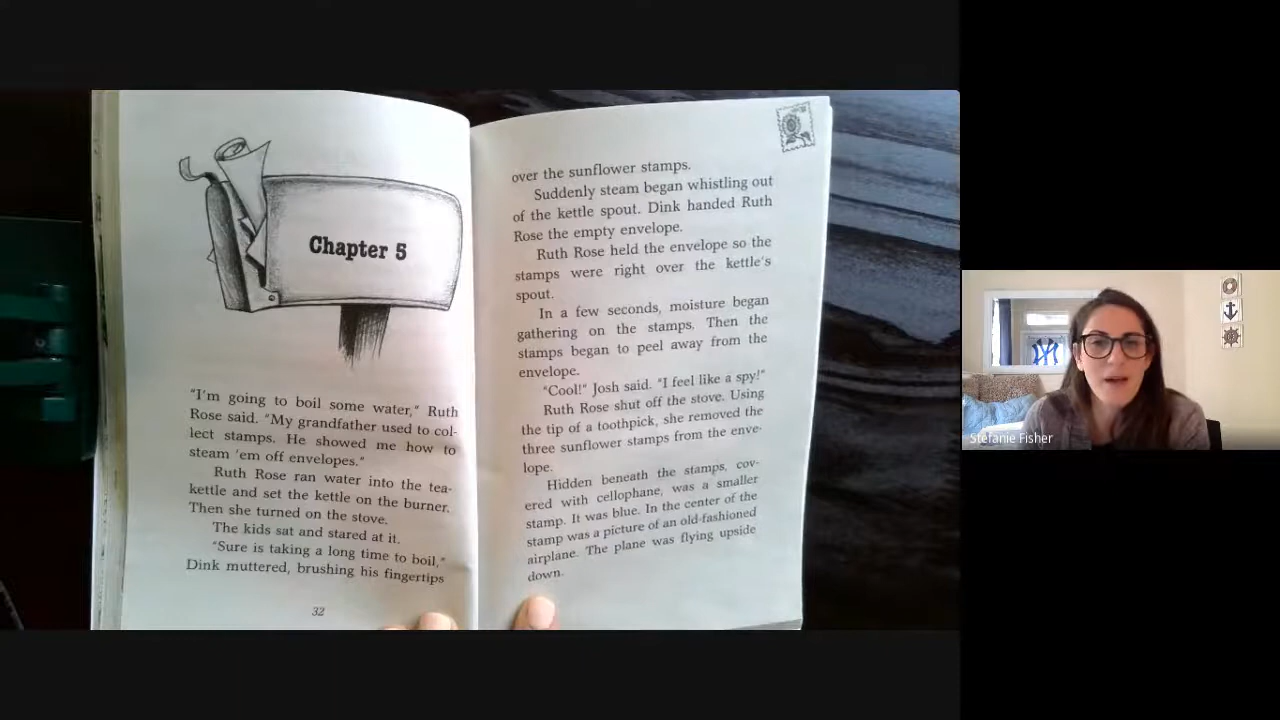 Chapter 5
"I'm going to boil some water," Ruth
Rose said. "My grandfather used to col-
lect stamps. He showed me how to
steam 'em off envelopes."
Ruth Rose ran water into the tea-
kettle and set the kettle on the burner.
Then she turned on the stove.
The kids sat and stared at it.
"Sure is taking a long time to boil,"
Dink muttered, brushing his fingertips
32
over the sunflower stamps.
Suddenly steam began whistling out
of the kettle spout. Dink handed Ruth
Rose the empty envelope.
Ruth Rose held the envelope so the
stamps were right over the kettle's
spout.
In a few seconds, moisture began
gathering on the stamps. Then the
stamps began to peel away from the
envelope.
"Cool!" Josh said. "I feel like a spy!"
Ruth Rose shut off the stove. Using
the tip of a toothpick, she removed the
three sunflower stamps from the enve-
lope.
Hidden beneath the stamps, cov-
ered with cellophane, was a smaller
stamp. It was blue. In the center of the
stamp was a picture of an old-fashioned
airplane. The plane was flying upside
down.
NY
Stefanie Fisher